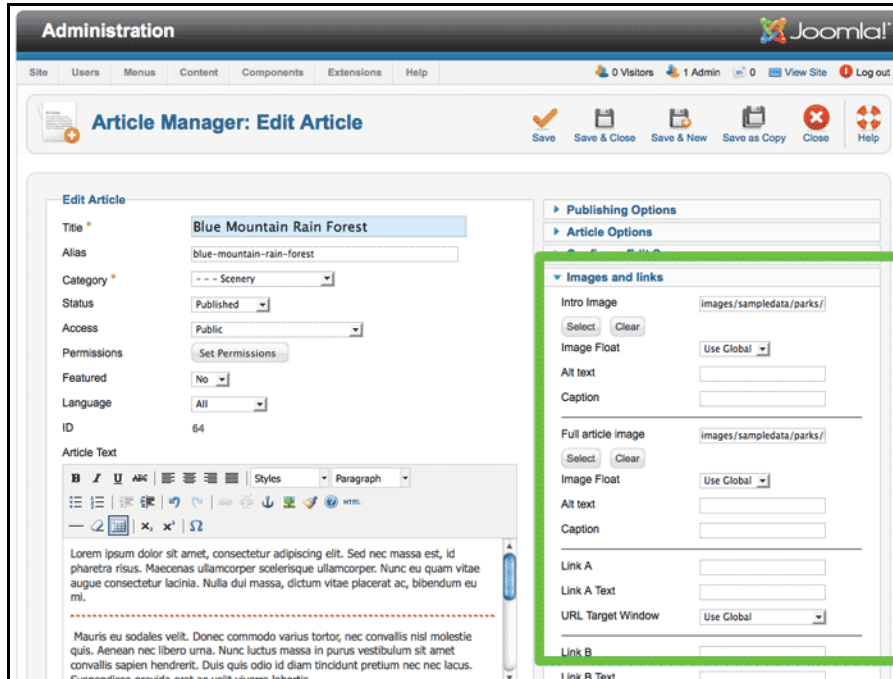 Administration
Joomla!
Site Users Menus Content Components Extensions Help
0 Visitors 1 Admin 0 View Site Log out
Article Manager: Edit Article
Save Save & Close Save & New Save as Copy Close Help
Edit Article
Title * Blue Mountain Rain Forest
Alias blue-mountain-rain-forest
Category * - - - Scenery
Status Published
Access Public
Permissions Set Permissions
Featured No
Language All
ID 64
Article Text
B I U ABC Styles Paragraph
HTML
Lorem ipsum dolor sit amet, consectetur adipiscing elit. Sed nec massa est, id
pharetra risus. Maecenas ullamcorper scelerisque ullamcorper. Nunc eu quam vitae
augue consectetur lacinia. Nulla dui massa, dictum vitae placerat ac, bibendum eu
mi.
Mauris eu sodales velit. Donec commodo varius tortor, nec convallis nisl molestie
quis. Aenean nec libero urna. Nunc luctus massa in purus vestibulum sit amet
convallis sapien hendrerit. Duis quis odio id diam tincidunt pretium nec nec lacus.
Publishing Options
Article Options
Images and links
Intro Image images/sampledata/parks/
Select Clear
Image Float Use Global
Alt text
Caption
Full article image images/sampledata/parks/
Select Clear
Image Float Use Global
Alt text
Caption
Link A
Link A Text
URL Target Window Use Global
Link B
Link B Text